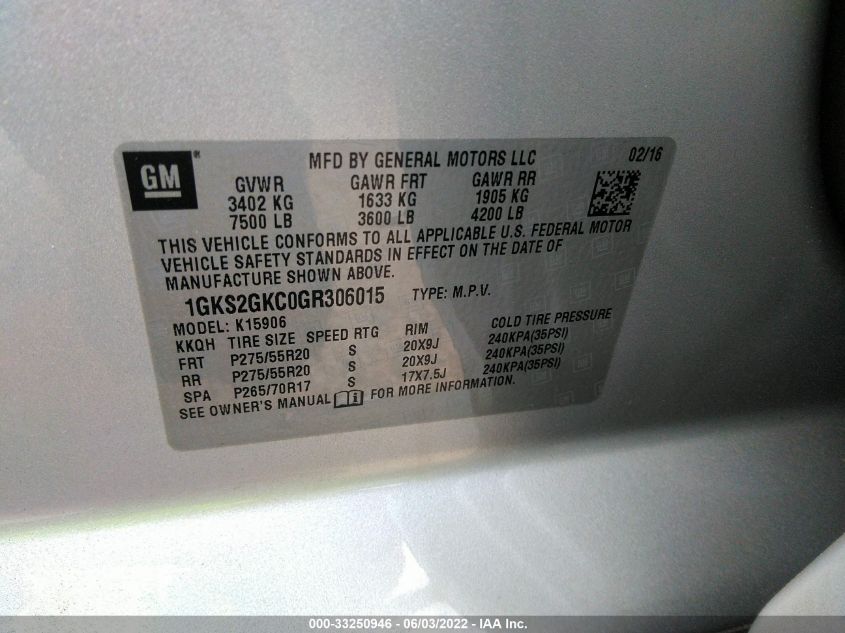 GM® MFD BY GENERAL MOTORS LLC 02/16
GVWR GAWR FRT GAWR RR
3402 KG 1633 KG 1905 KG
7500 LB 3600 LB 4200 LB
THIS VEHICLE CONFORMS TO ALL APPLICABLE U.S. FEDERAL MOTOR
VEHICLE SAFETY STANDARDS IN EFFECT ON THE DATE OF
MANUFACTURE SHOWN ABOVE.
1GKS2GKC0GR306015 TYPE: M.P.V.
MODEL: K15906
KKQH TIRE SIZE SPEED RTG RIM COLD TIRE PRESSURE
FRT P275/55R20 S 20X9J 240KPA(35PSI)
RR P275/55R20 S 20X9J 240KPA(35PSI)
SPA P265/70R17 S 17X7.5J 240KPA(35PSI)
SEE OWNER'S MANUAL FOR MORE INFORMATION.
000-33250946 - 06/03/2022 - IAA Inc.